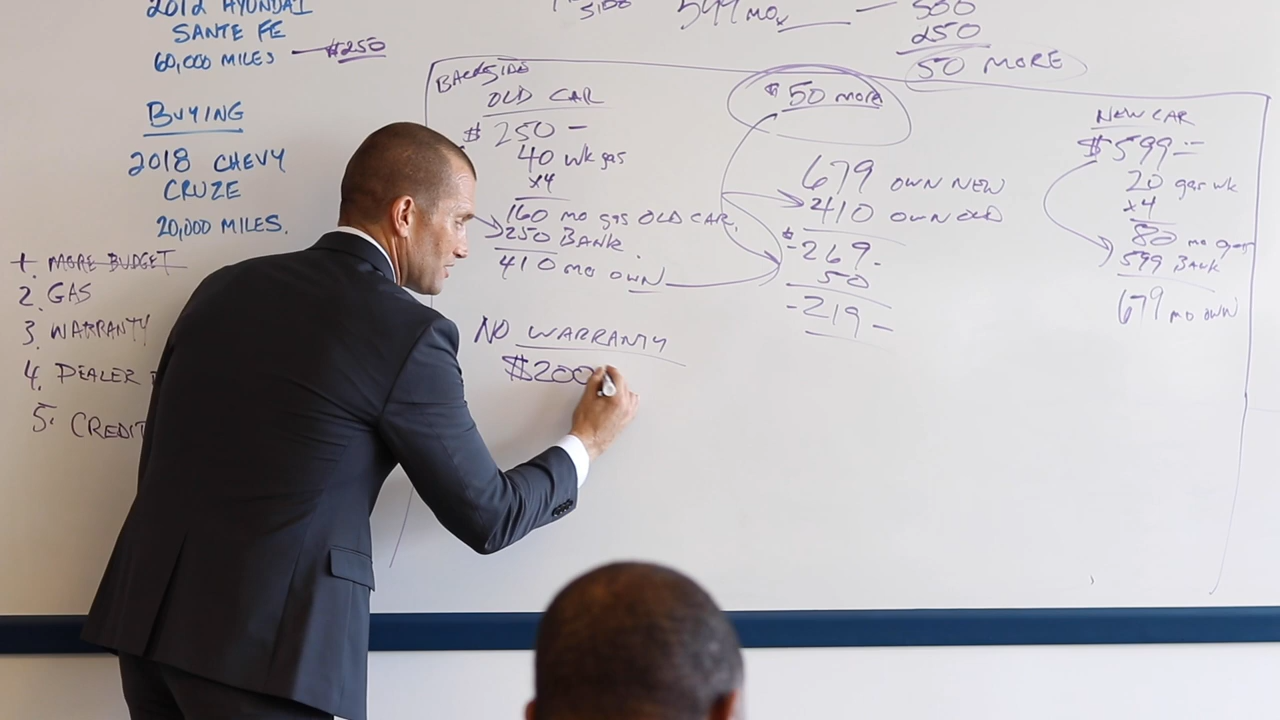 2012 HYUNDAI
SANTE FE
60,000 MILES — $250
BUYING
2018 CHEVY
CRUZE
20,000 MILES.
1. MORE BUDGET
2. GAS
3. WARRANTY
4. DEALER
5. CREDIT
599 mo.
500
250
50 MORE
BACKSIDE
OLD CAR
$ 250 —
40 wk gas
x4
160 mo gas OLD CAR.
250 BANK.
410 mo own
NO WARRANTY
$200
$50 more
679 OWN NEW
410 OWN OLD
$-269.
50
-219-
NEW CAR
$599-
20 gas wk
x4
80 mo gas
599 BANK
679 mo own